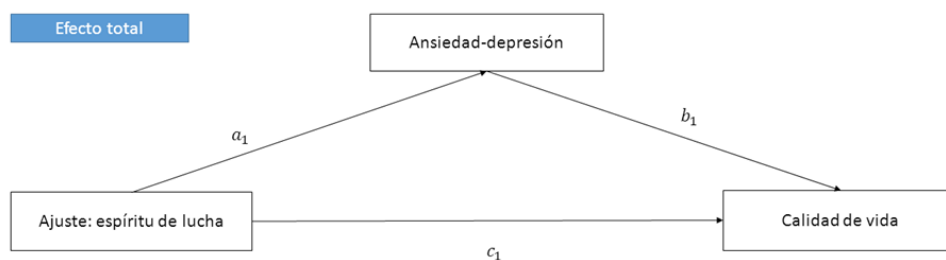 Efecto total
Ansiedad-depresión
a₁
b₁
Ajuste: espíritu de lucha
Calidad de vida
c₁